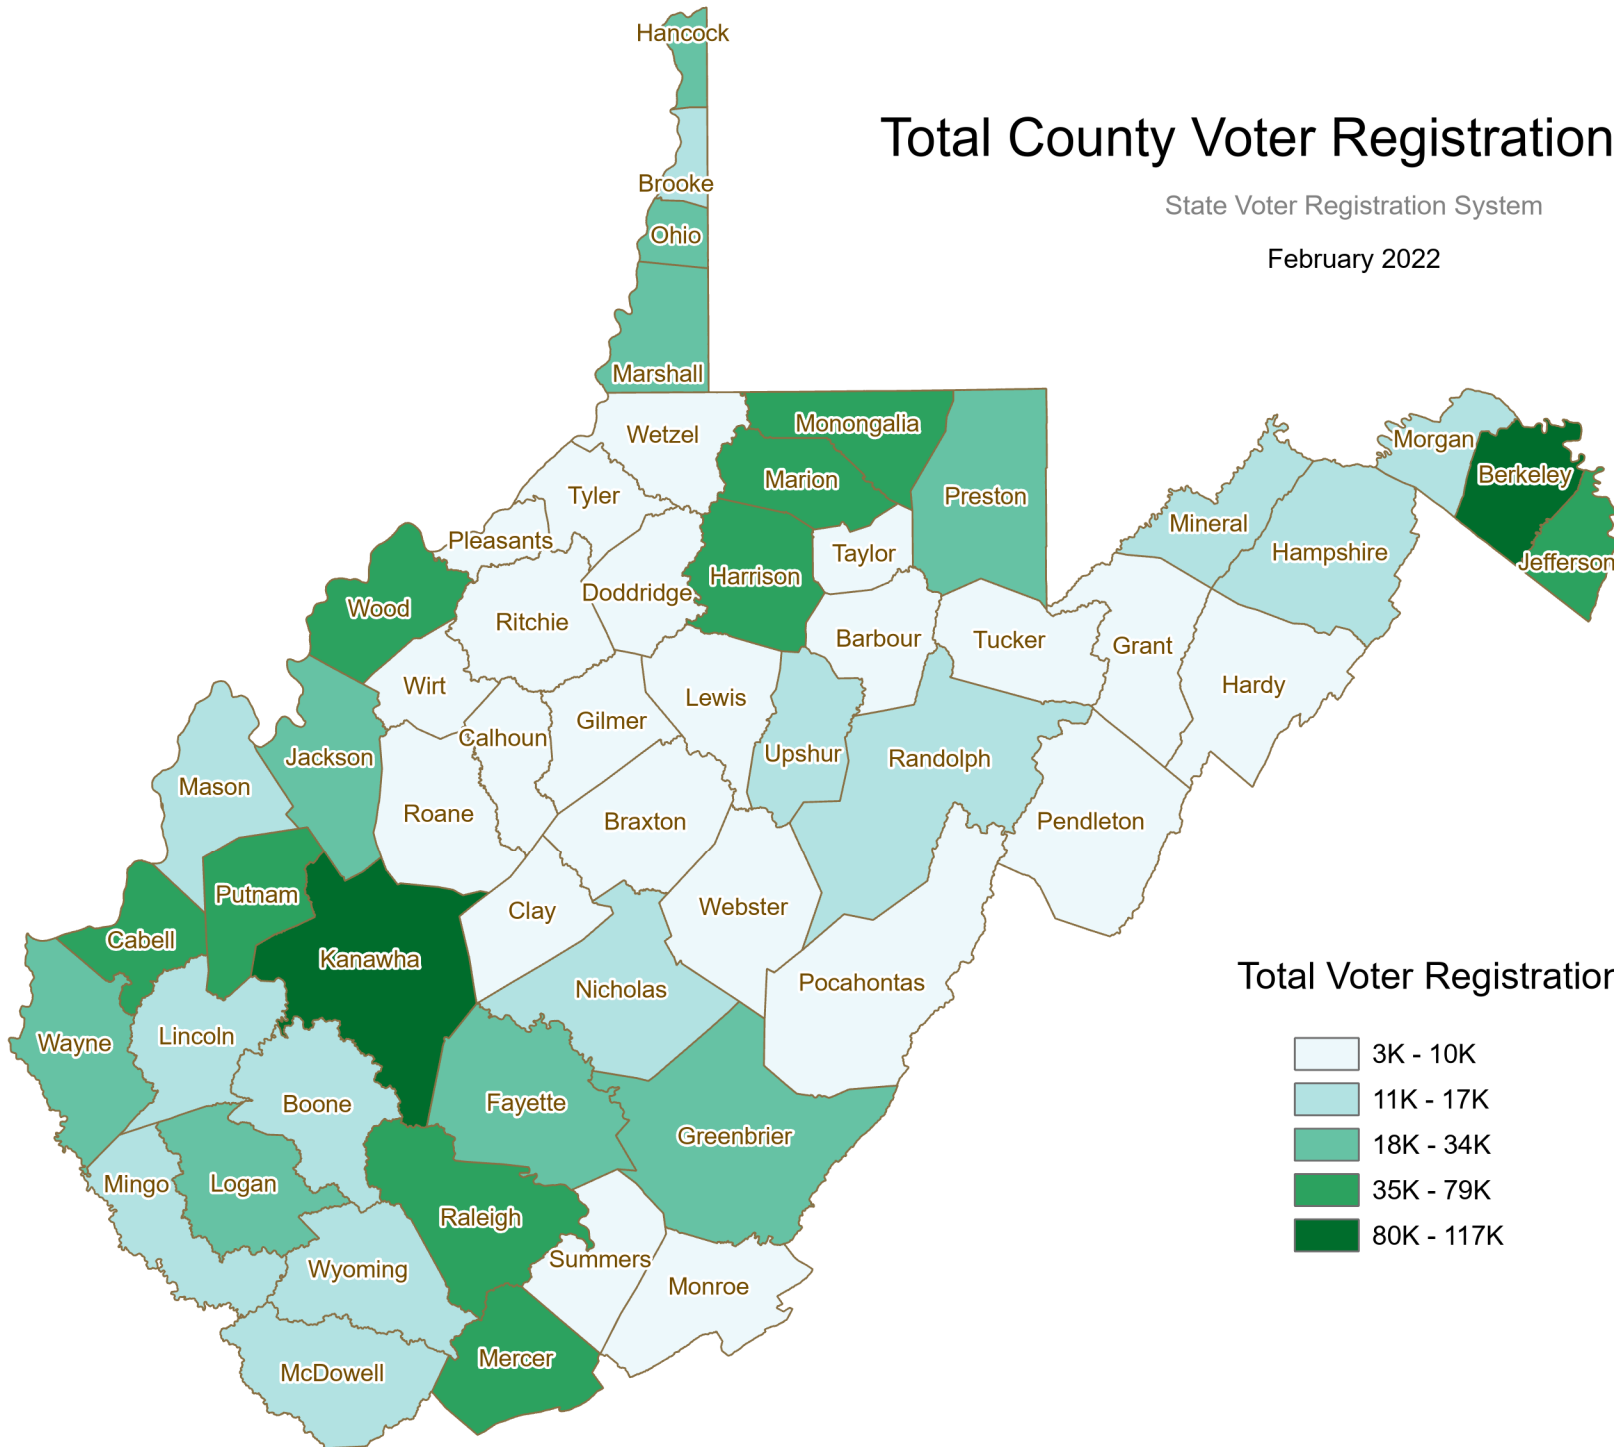 Hancock
Total County Voter Registration
Brooke
State Voter Registration System
Ohio
February 2022
Marshall
Wetzel
Monongalia
Morgan
Marion
Berkeley
Tyler
Preston
Mineral
Pleasants
Taylor
Hampshire
Jefferson
Harrison
Doddridge
Wood
Ritchie
Barbour
Tucker
Grant
Wirt
Lewis
Hardy
Gilmer
Calhoun
Jackson
Upshur
Randolph
Mason
Roane
Braxton
Pendleton
Putnam
Clay
Webster
Cabell
Kanawha
Pocahontas
Nicholas
Total Voter Registration
Lincoln
Wayne
3K - 10K
Boone
Fayette
11K - 17K
Greenbrier
18K - 34K
Mingo
Logan
35K - 79K
Raleigh
80K - 117K
Summers
Wyoming
Monroe
Mercer
McDowell